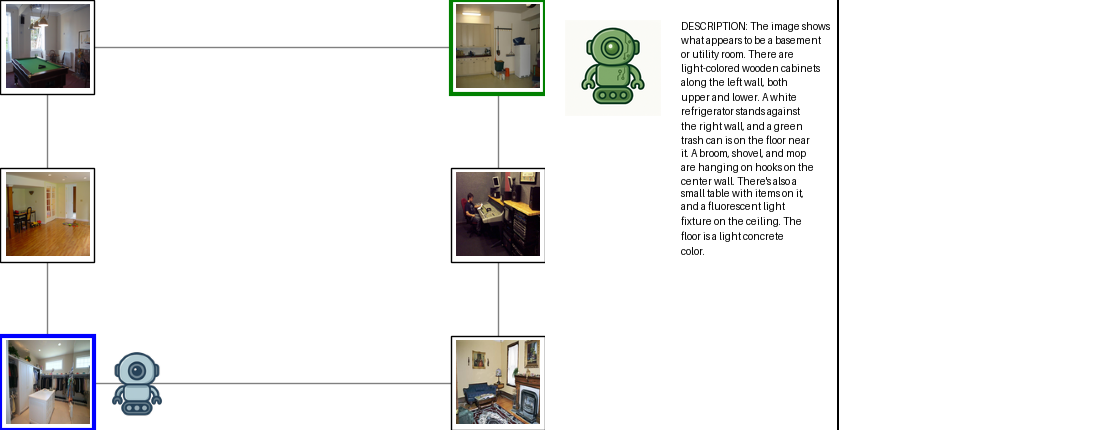 DESCRIPTION: The image shows
what appears to be a basement
or utility room. There are
light-colored wooden cabinets
along the left wall, both
upper and lower. A white
refrigerator stands against
the right wall, and a green
trash can is on the floor near
it. A broom, shovel, and mop
are hanging on hooks on the
center wall. There's also a
small table with items on it,
and a fluorescent light
fixture on the ceiling. The
floor is a light concrete
color.